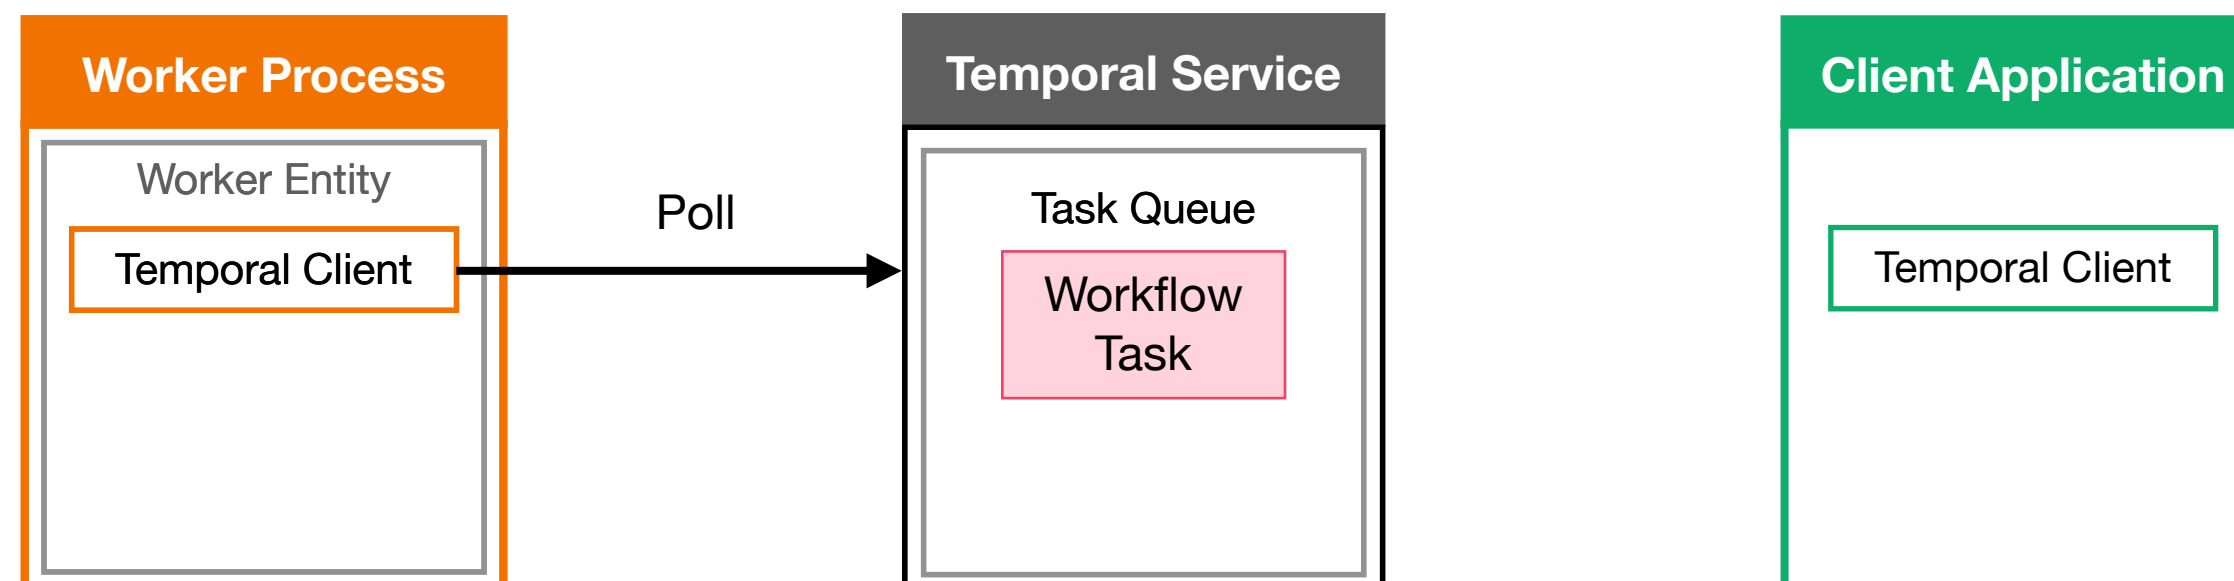 Worker Process
Worker Entity
Temporal Client
Poll
Temporal Service
Task Queue
Workflow
Task
Client Application
Temporal Client